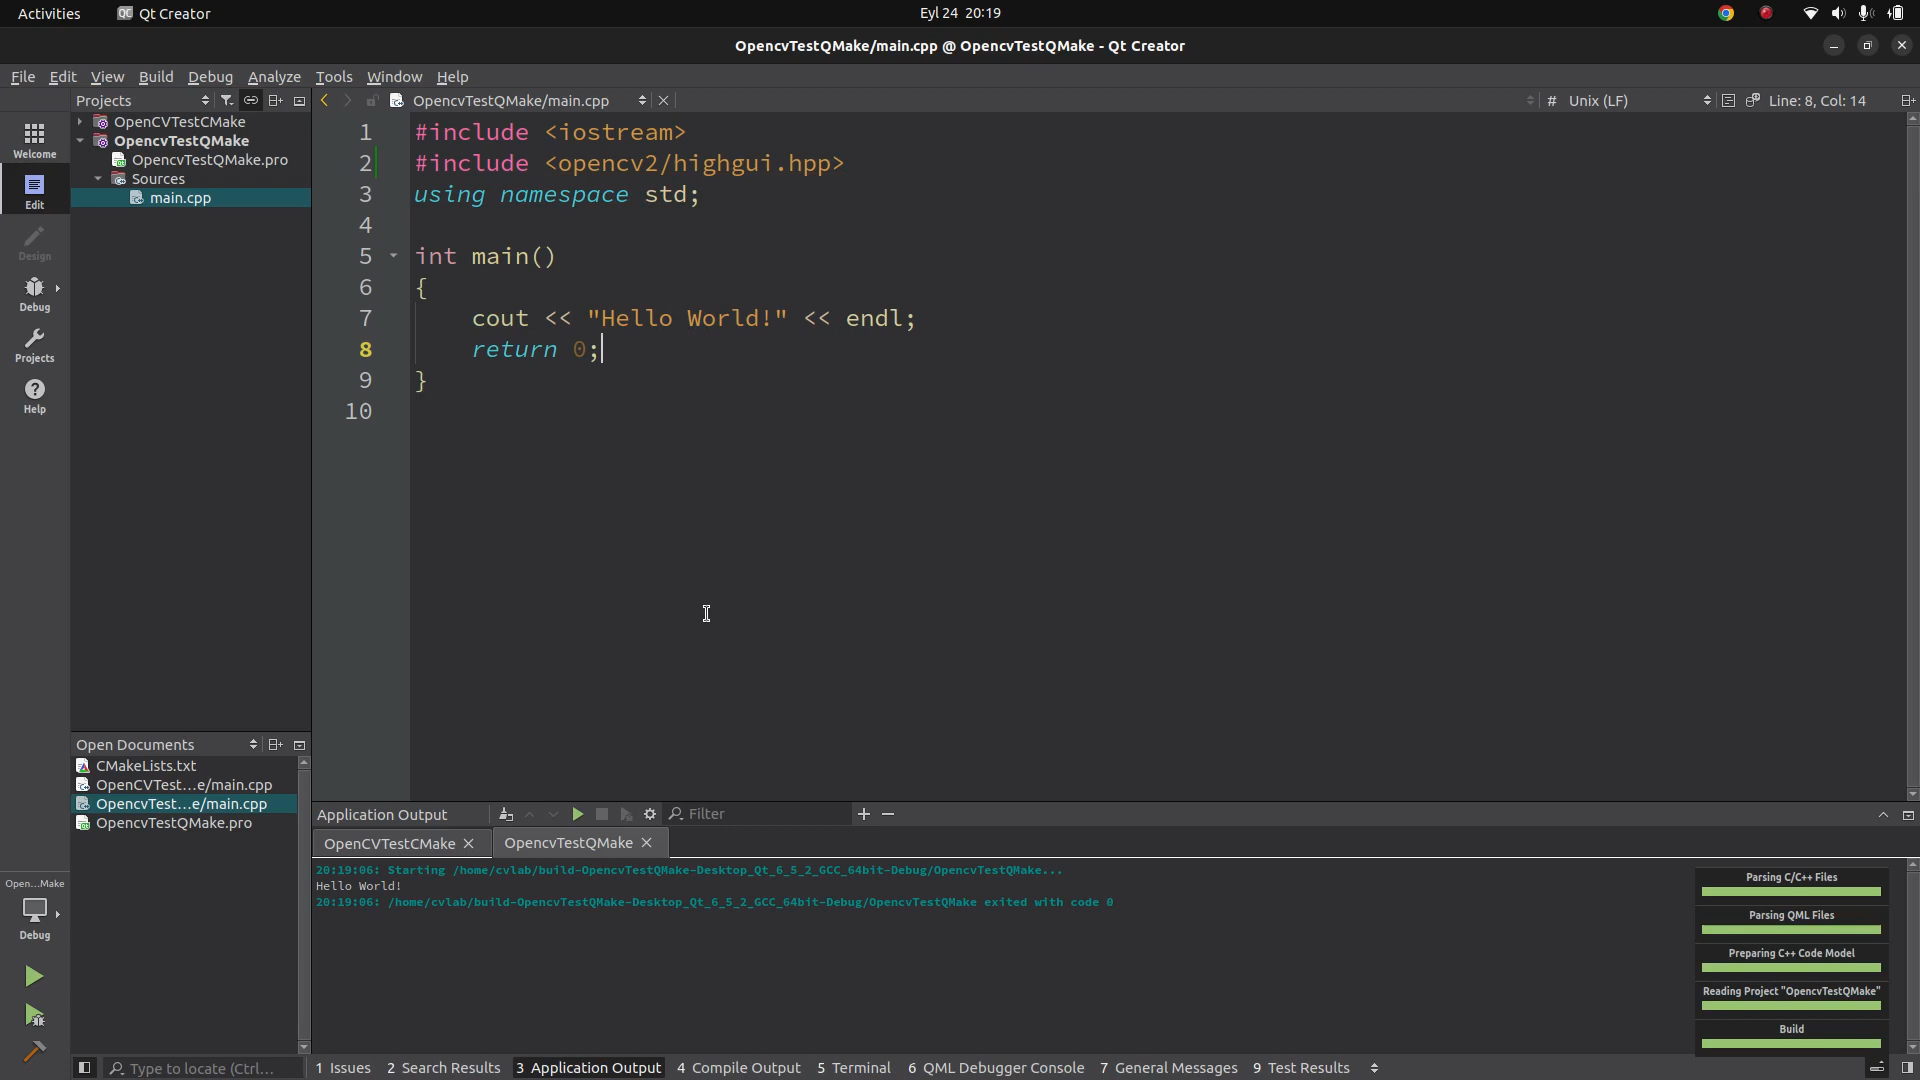 Activities
Qt Creator
Eyl 24 20:19
OpencvTestQMake/main.cpp @ OpencvTestQMake - Qt Creator
File Edit View Build Debug Analyze Tools Window Help
Projects
OpencvTestQMake/main.cpp
# Unix (LF)
Line: 8, Col: 14
Welcome
Edit
Design
Debug
Projects
Help
OpenCVTestCMake
OpencvTestQMake
OpencvTestQMake.pro
Sources
main.cpp
1 #include <iostream>
2 #include <opencv2/highgui.hpp>
3 using namespace std;
4
5 int main()
6 {
7 cout << "Hello World!" << endl;
8 return 0;
9 }
10
Open Documents
CMakeLists.txt
OpenCVTest...e/main.cpp
OpencvTest...e/main.cpp
OpencvTestQMake.pro
Application Output
Filter
OpenCVTestCMake
OpencvTestQMake
20:19:06: Starting /home/cvlab/build-OpencvTestQMake-Desktop_Qt_6_5_2_GCC_64bit-Debug/OpencvTestQMake...
Hello World!
20:19:06: /home/cvlab/build-OpencvTestQMake-Desktop_Qt_6_5_2_GCC_64bit-Debug/OpencvTestQMake exited with code 0
Parsing C/C++ Files
Parsing QML Files
Preparing C++ Code Model
Reading Project "OpencvTestQMake"
Build
Open...Make
Debug
Type to locate (Ctrl...
1 Issues 2 Search Results 3 Application Output 4 Compile Output 5 Terminal 6 QML Debugger Console 7 General Messages 9 Test Results